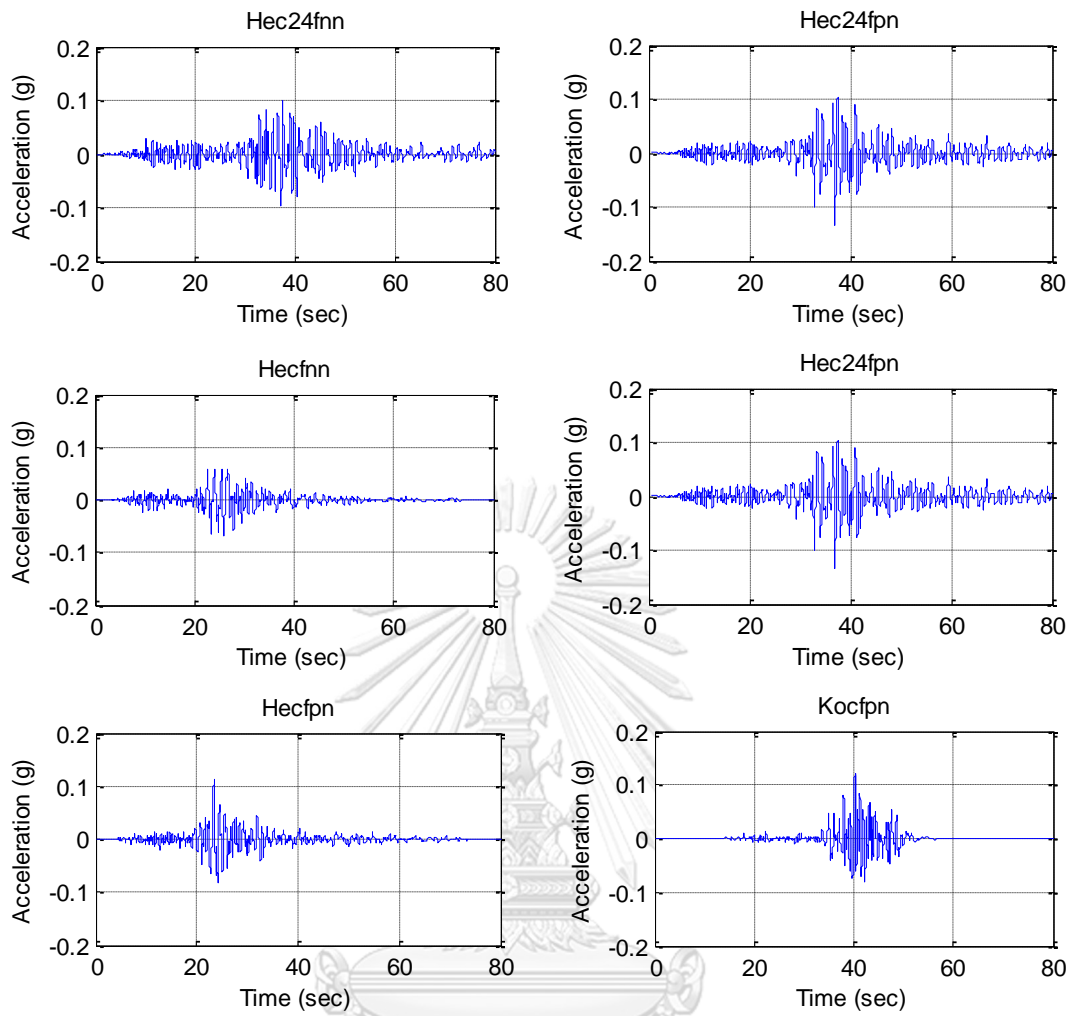 Hec24fnn
0.2
0.1
0
-0.1
-0.2
Acceleration (g)
0 20 40 60 80
Time (sec)
Hec24fpn
0.2
0.1
0
-0.1
-0.2
Acceleration (g)
0 20 40 60 80
Time (sec)
Hecfnn
0.2
0.1
0
-0.1
-0.2
Acceleration (g)
0 20 40 60 80
Time (sec)
Hec24fpn
0.2
0.1
0
-0.1
-0.2
Acceleration (g)
0 20 40 60 80
Time (sec)
Hecfpn
0.2
0.1
0
-0.1
-0.2
Acceleration (g)
0 20 40 60 80
Time (sec)
Kocfpn
0.2
0.1
0
-0.1
-0.2
Acceleration (g)
0 20 40 60 80
Time (sec)